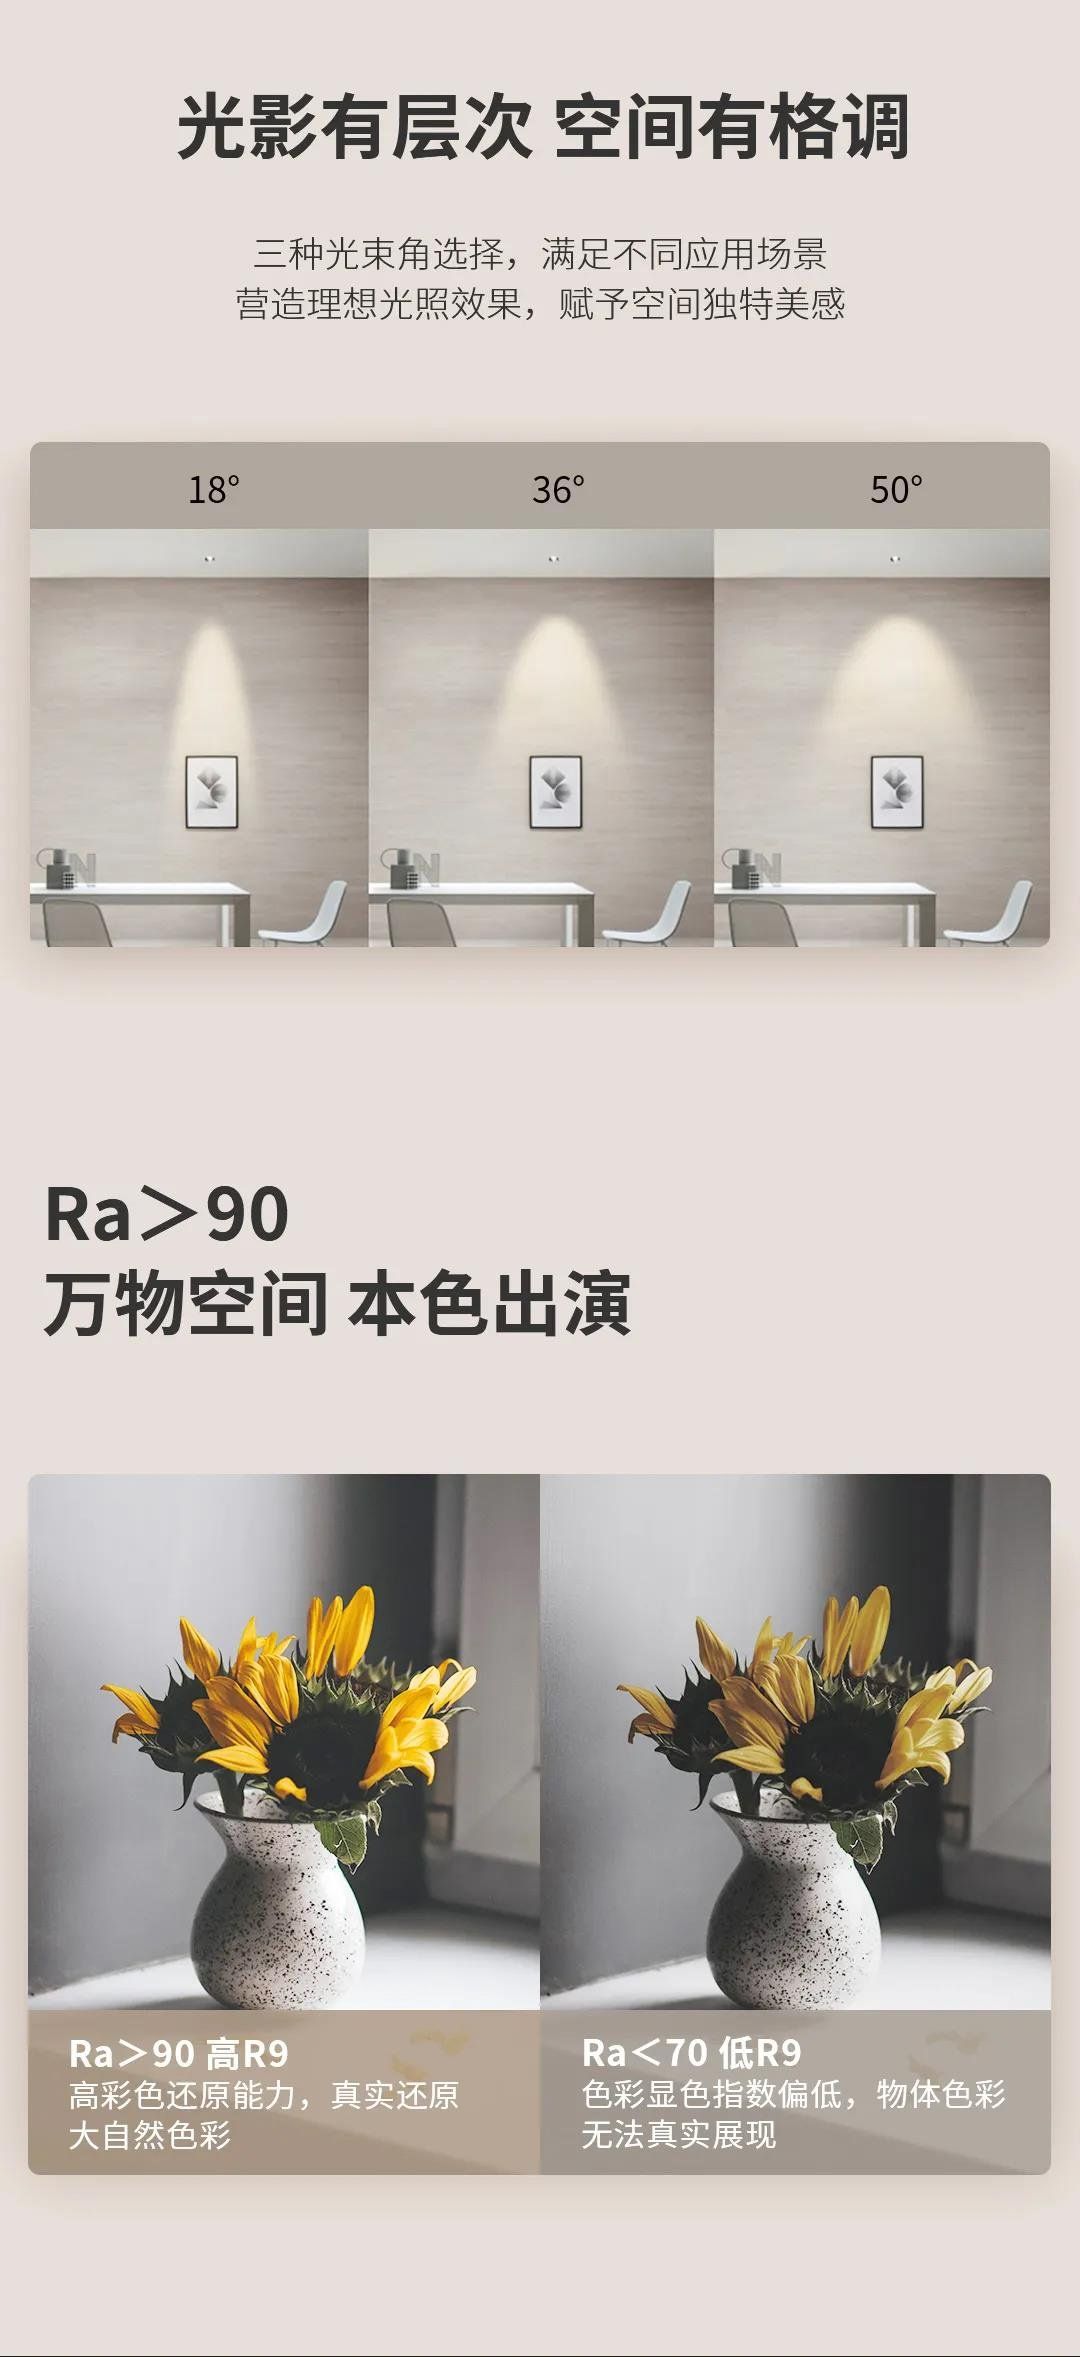 光影有层次 空间有格调
三种光束角选择，满足不同应用场景
营造理想光照效果，赋予空间独特美感
18°
36°
50°
N
N
N
Ra＞90
万物空间 本色出演
Ra＞90 高R9
高彩色还原能力，真实还原
大自然色彩
Ra＜70 低R9
色彩显色指数偏低，物体色彩
无法真实展现